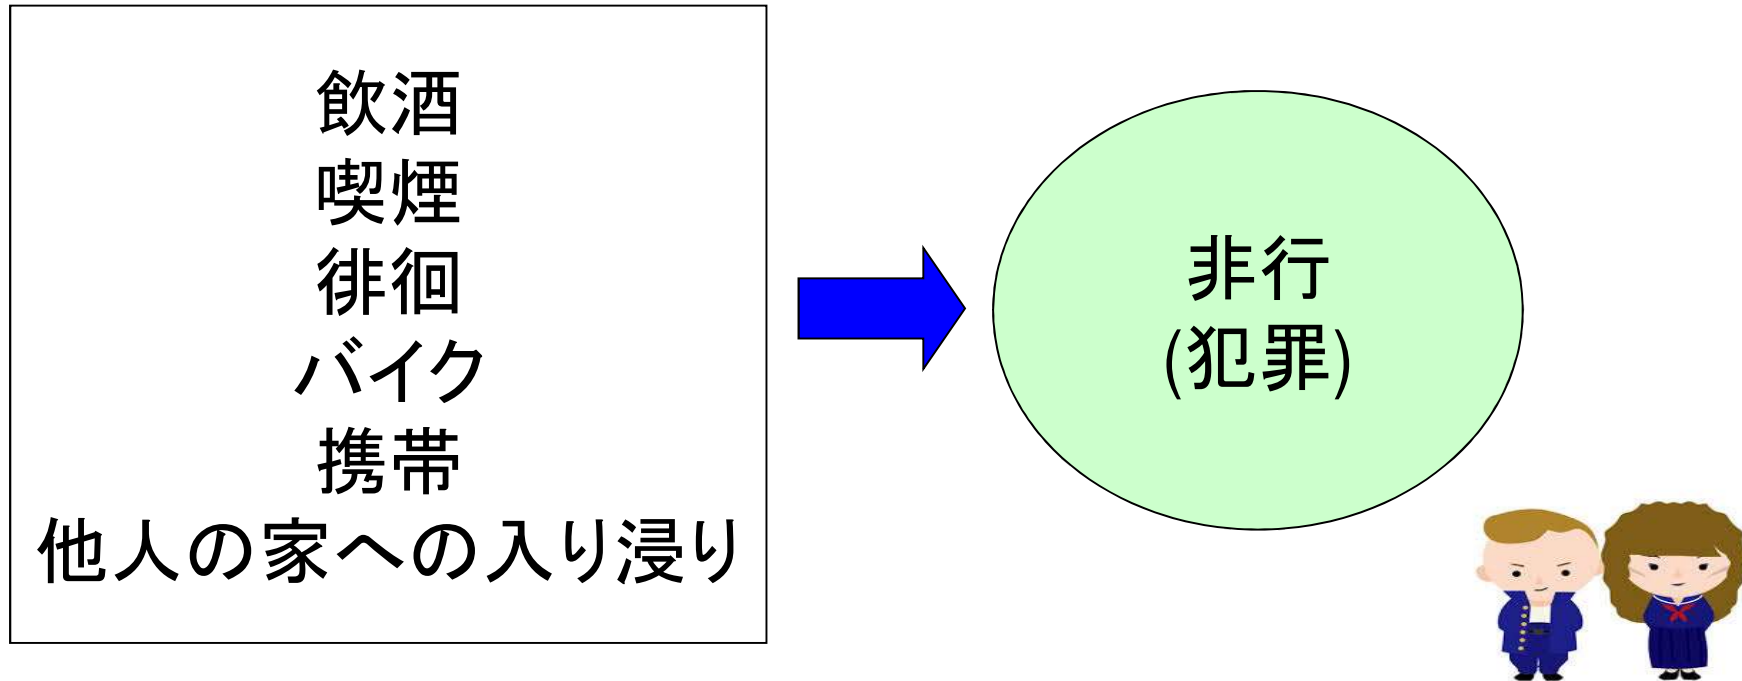 飲酒
喫煙
徘徊
バイク
携帯
他人の家への入り浸り
非行
(犯罪)